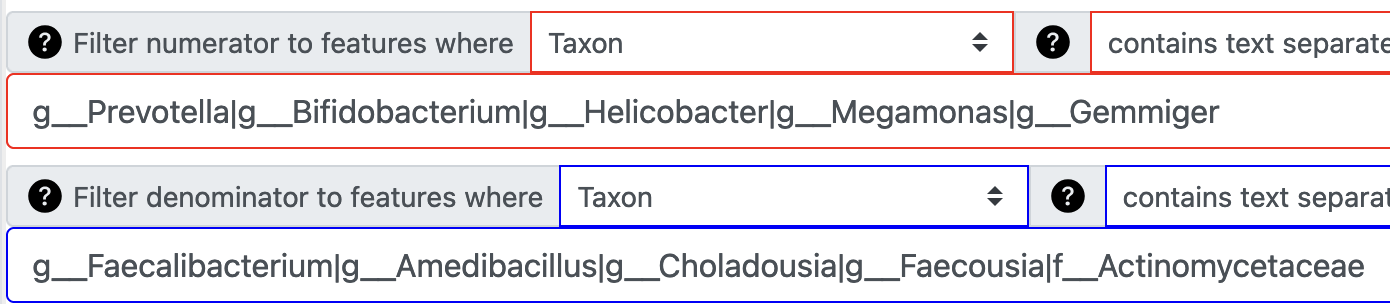 ? Filter numerator to features where Taxon ? contains text separate
g__Prevotella|g__Bifidobacterium|g__Helicobacter|g__Megamonas|g__Gemmiger
? Filter denominator to features where Taxon ? contains text separat
g__Faecalibacterium|g__Amedibacillus|g__Choladousia|g__Faecousia|f__Actinomycetaceae